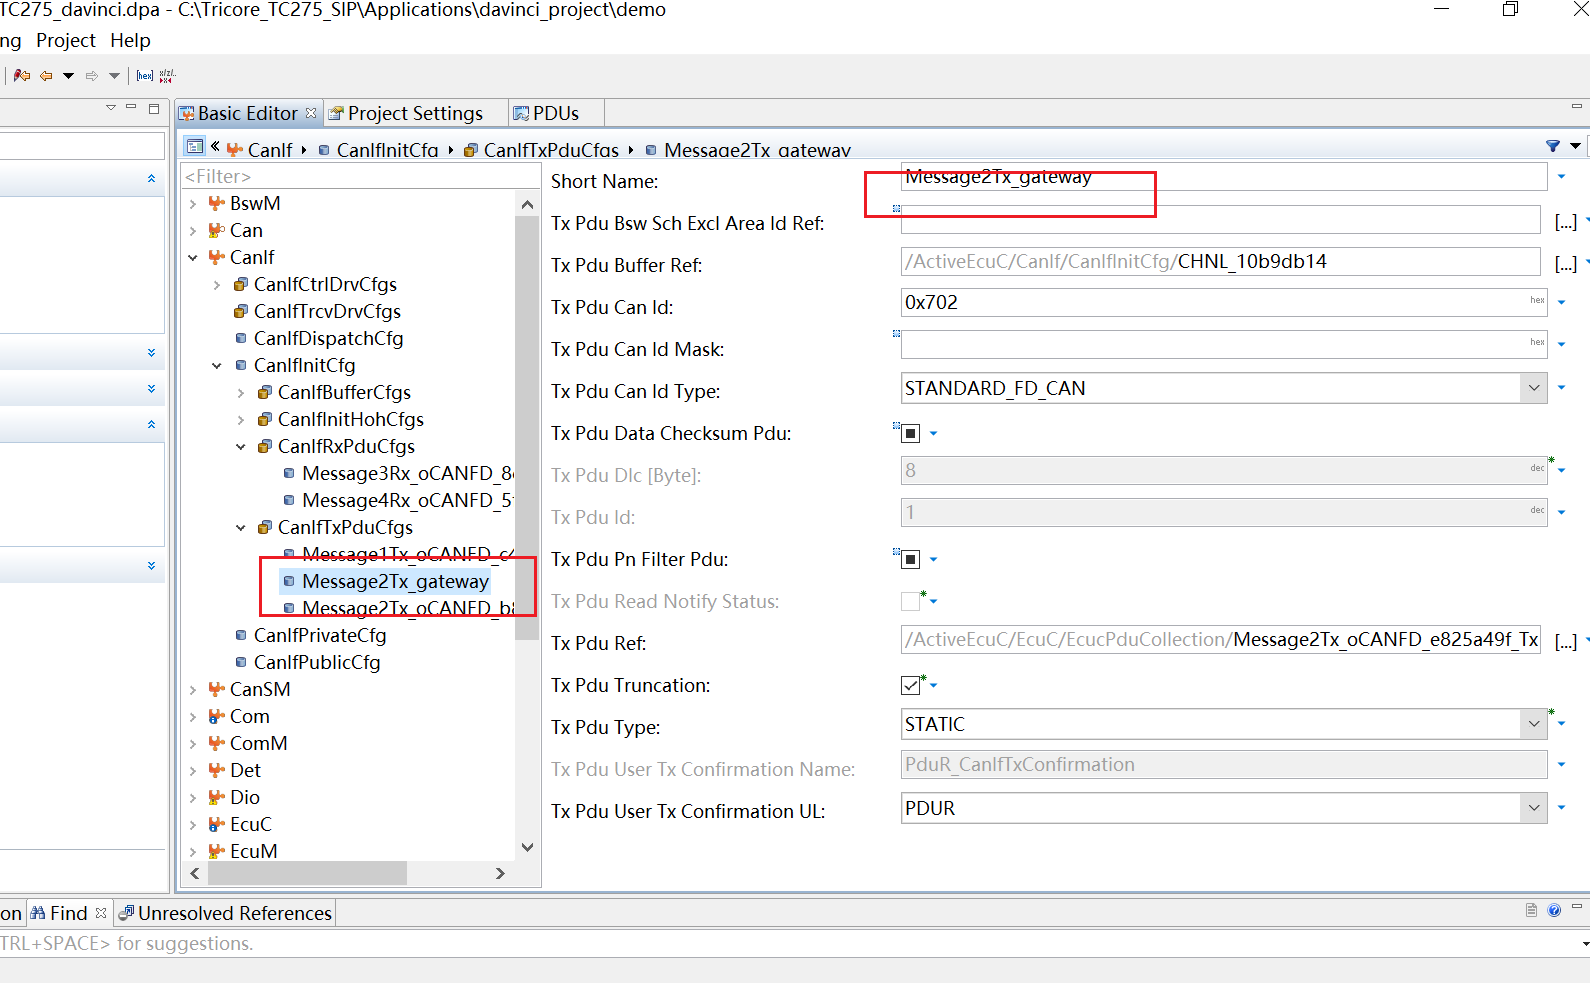 TC275_davinci.dpa - C:\Tricore_TC275_SIP\Applications\davinci_project\demo
ng Project Help
[hex]
Basic Editor
Project Settings
PDUs
« CanIf CanIfInitCfg CanIfTxPduCfgs Message2Tx_gateway
<Filter>
BswM
Can
CanIf
CanIfCtrlDrvCfgs
CanIfTrcvDrvCfgs
CanIfDispatchCfg
CanIfInitCfg
CanIfBufferCfgs
CanIfInitHohCfgs
CanIfRxPduCfgs
Message3Rx_oCANFD_8
Message4Rx_oCANFD_5
CanIfTxPduCfgs
Message1Tx_oCANFD_c4
Message2Tx_gateway
Message2Tx_oCANFD_b8
CanIfPrivateCfg
CanIfPublicCfg
CanSM
Com
ComM
Det
Dio
EcuC
EcuM
Short Name: Message2Tx_gateway
Tx Pdu Bsw Sch Excl Area Id Ref: [...]
Tx Pdu Buffer Ref: /ActiveEcuC/CanIf/CanIfInitCfg/CHNL_10b9db14 [...]
Tx Pdu Can Id: 0x702 hex
Tx Pdu Can Id Mask: hex
Tx Pdu Can Id Type: STANDARD_FD_CAN
Tx Pdu Data Checksum Pdu:
Tx Pdu Dlc [Byte]: 8 dec
Tx Pdu Id: 1 dec
Tx Pdu Pn Filter Pdu:
Tx Pdu Read Notify Status:
Tx Pdu Ref: /ActiveEcuC/EcuC/EcucPduCollection/Message2Tx_oCANFD_e825a49f_Tx [...]
Tx Pdu Truncation:
Tx Pdu Type: STATIC
Tx Pdu User Tx Confirmation Name: PduR_CanIfTxConfirmation
Tx Pdu User Tx Confirmation UL: PDUR
on Find Unresolved References
TRL+SPACE> for suggestions.